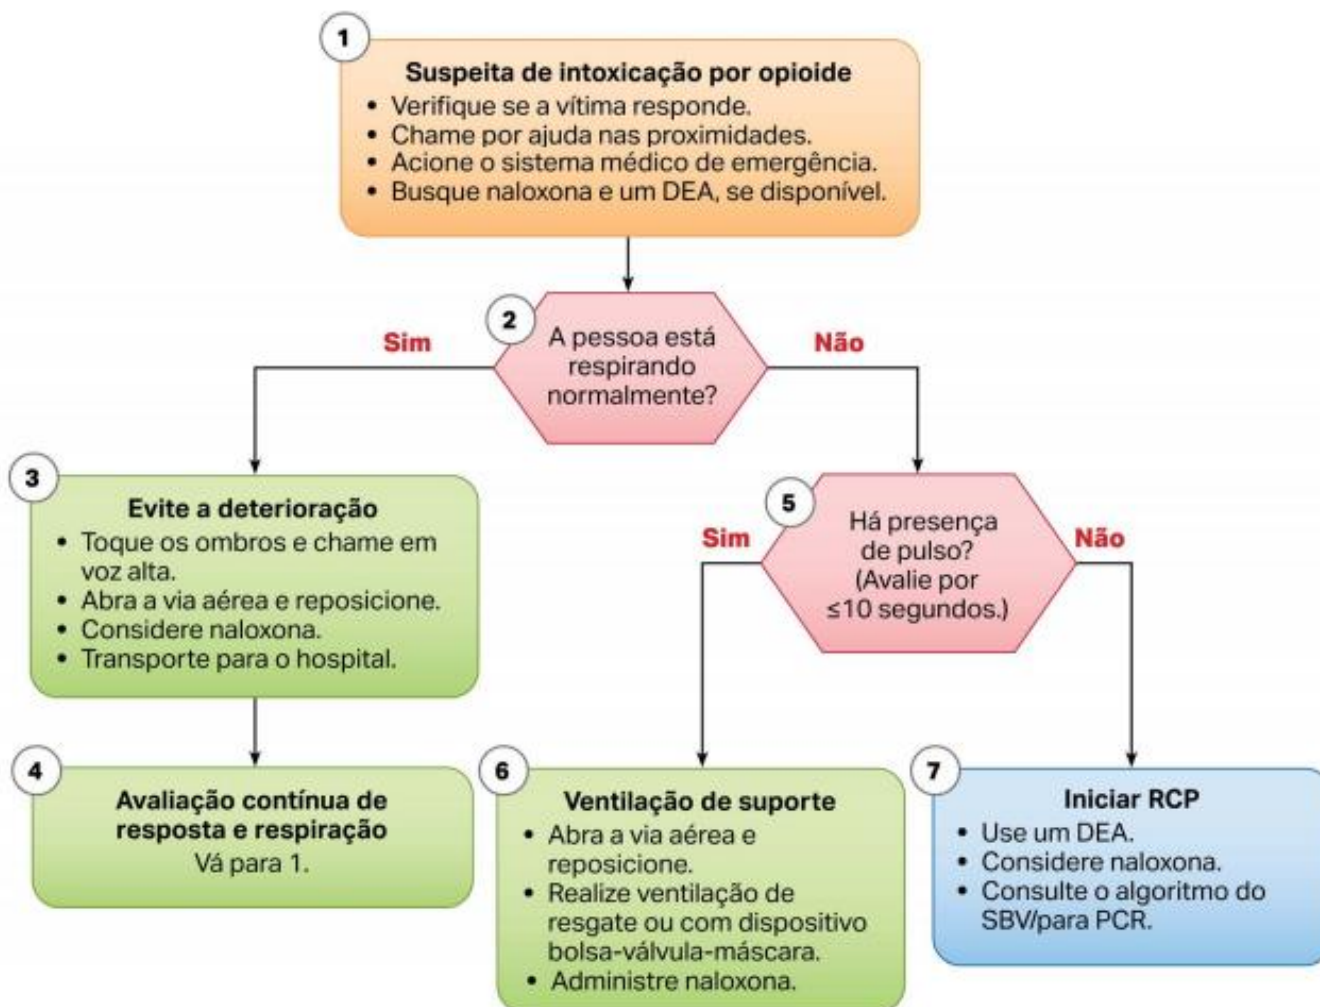 1
Suspeita de intoxicação por opioide
• Verifique se a vítima responde.
• Chame por ajuda nas proximidades.
• Acione o sistema médico de emergência.
• Busque naloxona e um DEA, se disponível.
2
A pessoa está
respirando
normalmente?
Sim
Não
3
Evite a deterioração
• Toque os ombros e chame em
voz alta.
• Abra a via aérea e reposicione.
• Considere naloxona.
• Transporte para o hospital.
4
Avaliação contínua de
resposta e respiração
Vá para 1.
5
Há presença
de pulso?
(Avalie por
≤10 segundos.)
Sim
Não
6
Ventilação de suporte
• Abra a via aérea e
reposicione.
• Realize ventilação de
resgate ou com dispositivo
bolsa-válvula-máscara.
• Administre naloxona.
7
Iniciar RCP
• Use um DEA.
• Considere naloxona.
• Consulte o algoritmo do
SBV/para PCR.